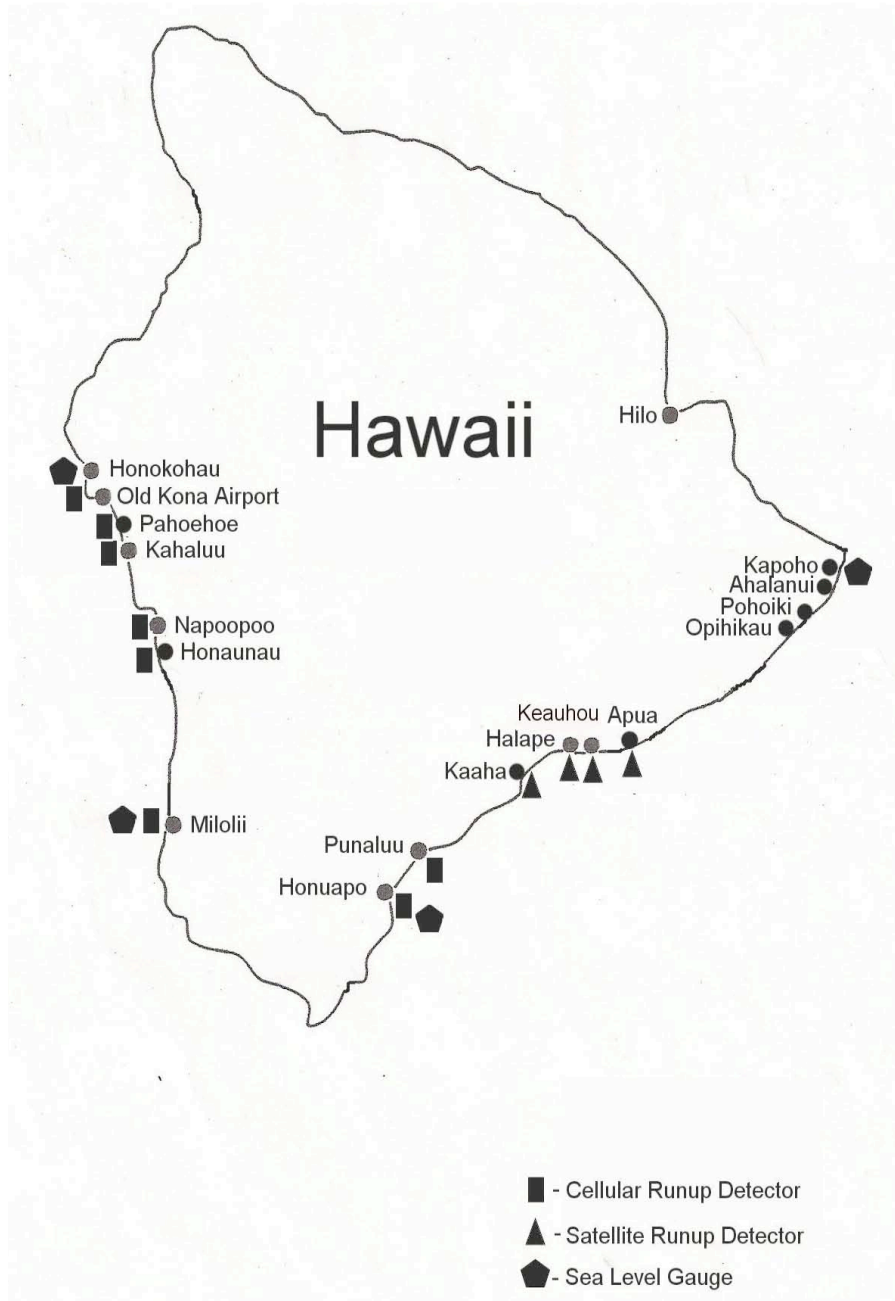 Hawaii
Hilo
Honokohau
Old Kona Airport
Pahoehoe
Kahaluu
Napoopoo
Honaunau
Kapoho
Ahalanui
Pohoiki
Opihikau
Keauhou Apua
Halape
Kaaha
Milolii
Punaluu
Honuapo
- Cellular Runup Detector
- Satellite Runup Detector
- Sea Level Gauge